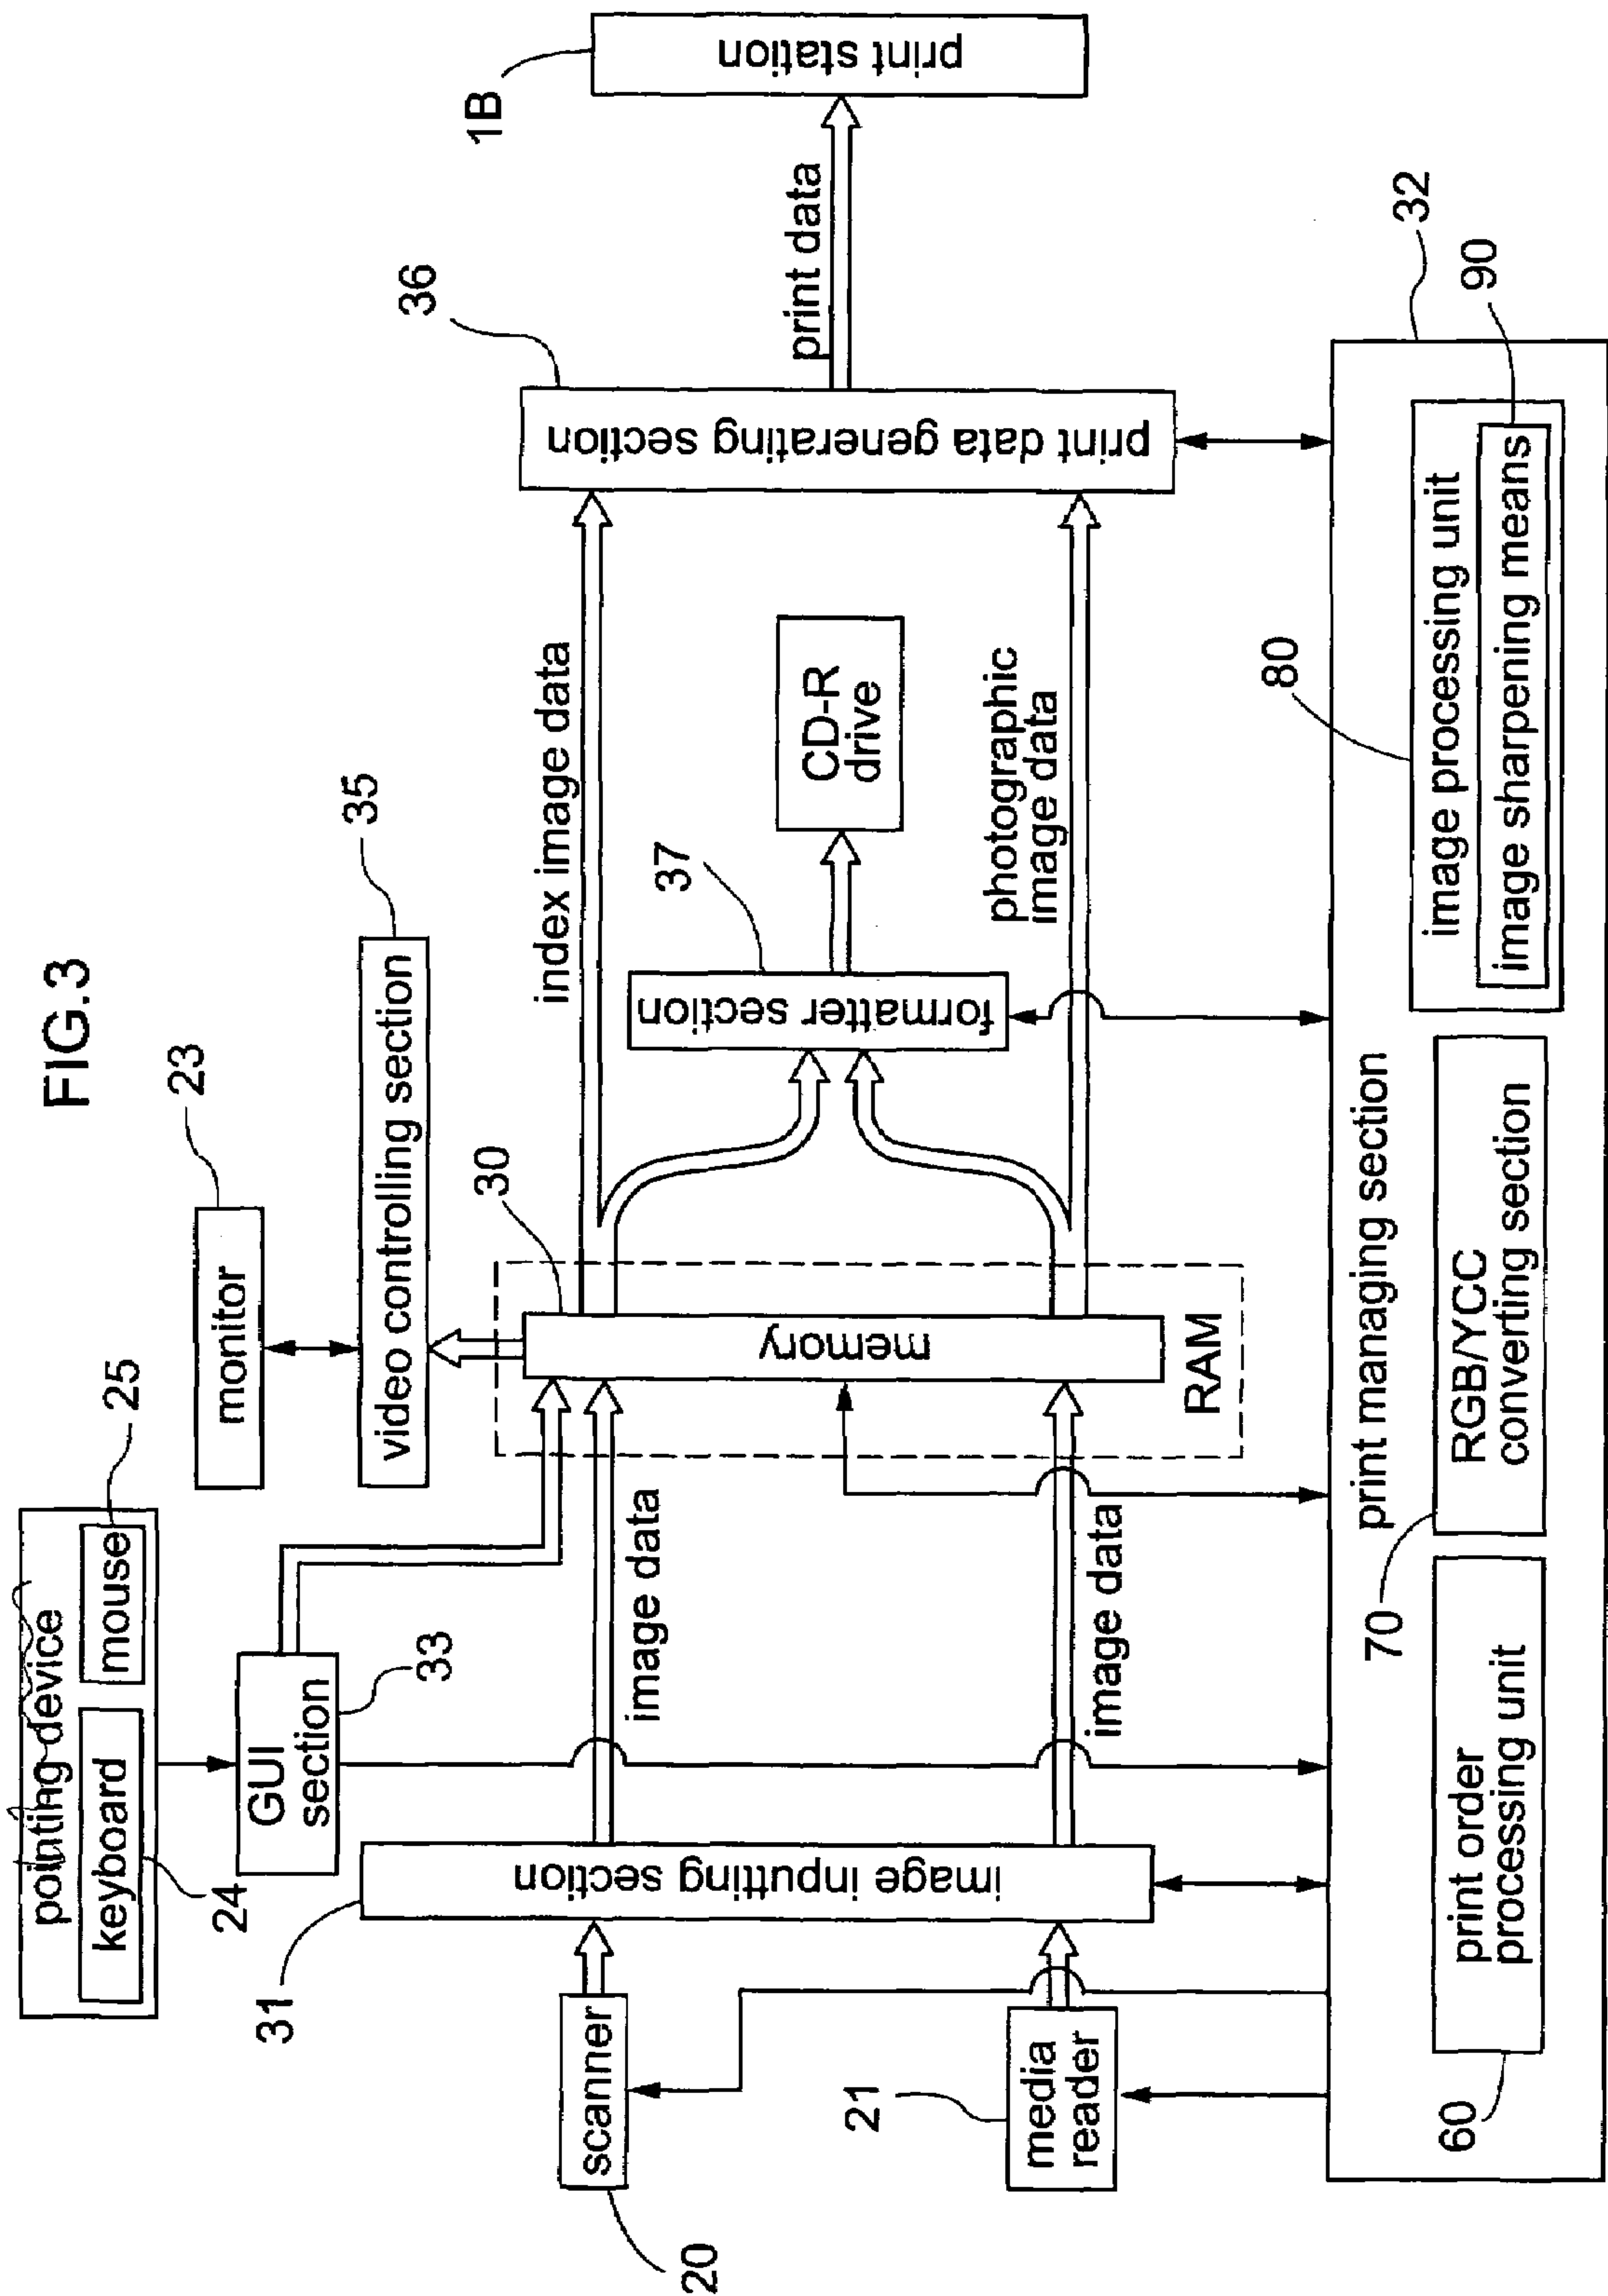 FIG.3
pointing device
keyboard
mouse
24
25
GUI
section
33
monitor
23
video controlling section
35
31
image inputting section
scanner
20
media
reader
21
image data
image data
30
memory
RAM
index image data
photographic
image data
37
formatter section
CD-R
drive
36
print data generating section
print data
1B
print station
print managing section
32
60
print order
processing unit
70
RGB/YCC
converting section
80
image processing unit
image sharpening means
90